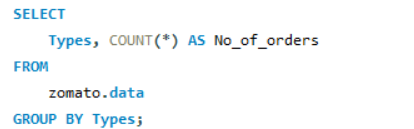 SELECT
    Types, COUNT(*) AS No_of_orders
FROM
    zomato.data
GROUP BY Types;